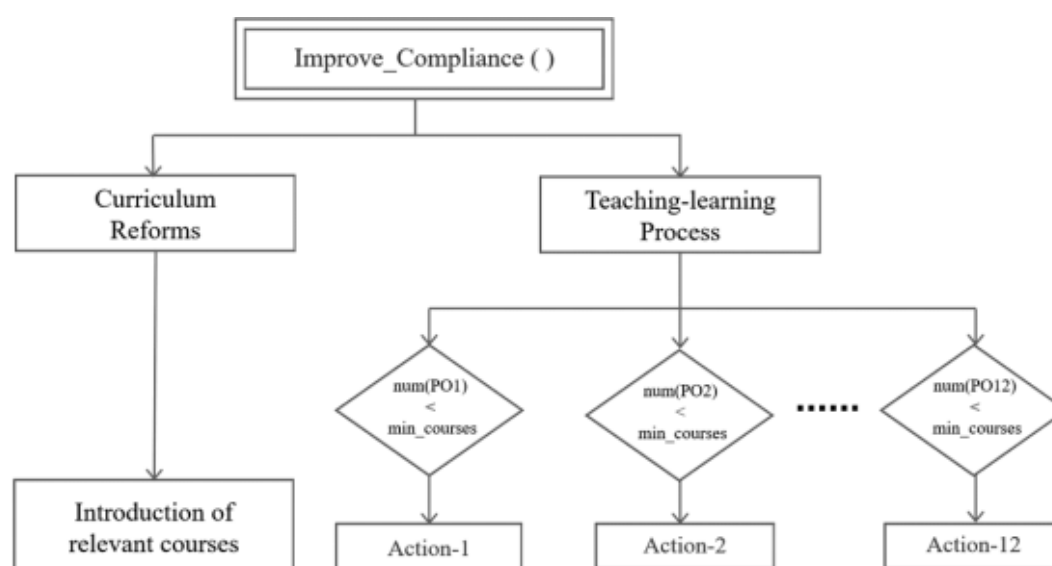 Improve_Compliance ( )
Curriculum
Reforms
Teaching-learning
Process
num(PO1)
<
min_courses
num(PO2)
<
min_courses
......
num(PO12)
<
min_courses
Introduction of
relevant courses
Action-1
Action-2
Action-12